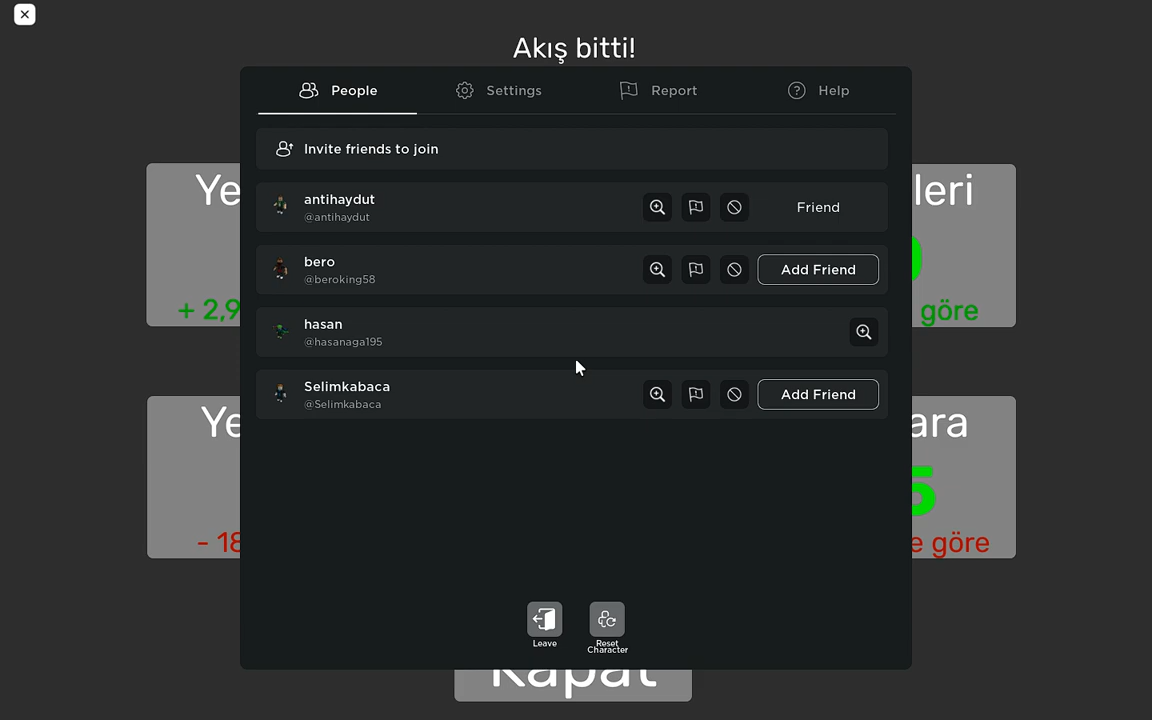 Akış bitti!
People
Settings
Report
Help
Invite friends to join
antihaydut
@antihaydut
Friend
bero
@beroking58
Add Friend
hasan
@hasanaga195
Selimkabaca
@Selimkabaca
Add Friend
Ye
leri
+ 2,9
göre
Ye
ara
5
- 18
e göre
Leave
Reset
Character
Kapat